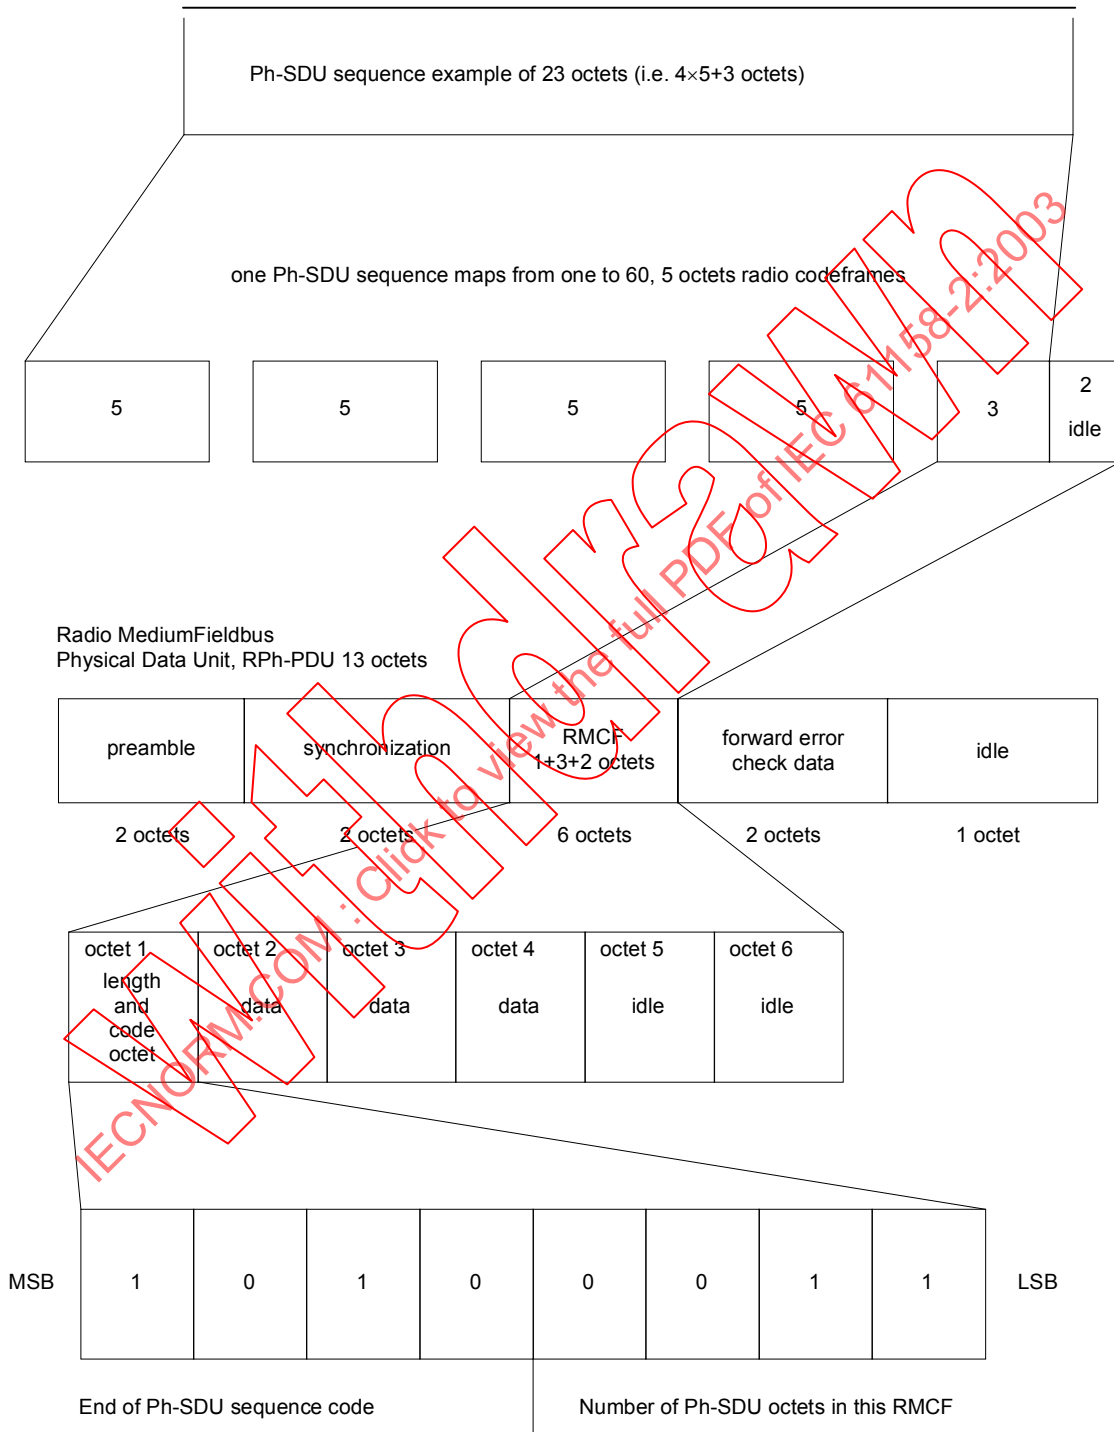 Ph-SDU sequence example of 23 octets (i.e. 4×5+3 octets)
one Ph-SDU sequence maps from one to 60, 5 octets radio codeframes
5
5
5
5
3
2
idle
Radio MediumFieldbus
Physical Data Unit, RPh-PDU 13 octets
preamble
synchronization
RMCF
1+3+2 octets
forward error
check data
idle
2 octets
2 octets
6 octets
2 octets
1 octet
octet 1
length
and
code
octet
octet 2
data
octet 3
data
octet 4
data
octet 5
idle
octet 6
idle
MSB
1
0
1
0
0
0
1
1
LSB
End of Ph-SDU sequence code
Number of Ph-SDU octets in this RMCF
withdrawn
IECNORM.COM : Click to view the full PDF of IEC 61158-2:2003